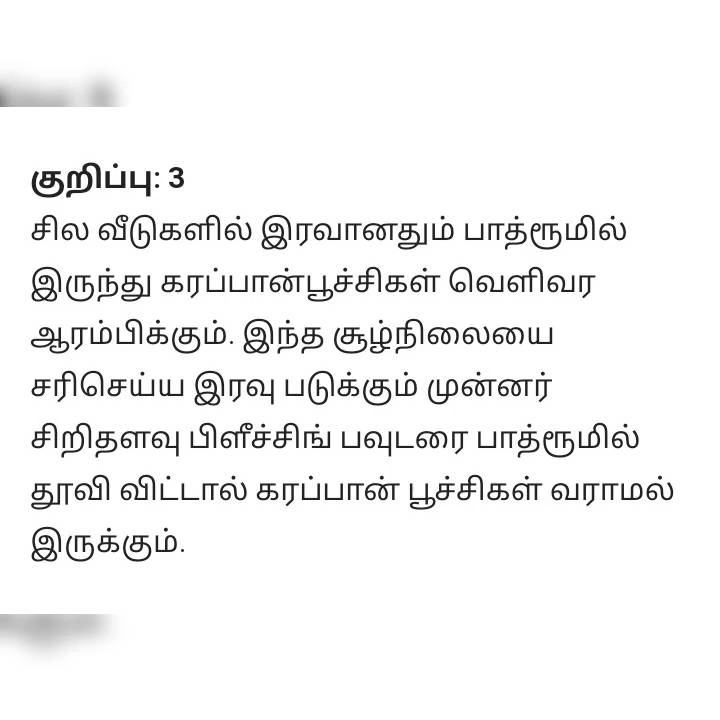 குறிப்பு: 3
சில வீடுகளில் இரவானதும் பாத்ரூமில்
இருந்து கரப்பான்பூச்சிகள் வெளிவர
ஆரம்பிக்கும். இந்த சூழ்நிலையை
சரிசெய்ய இரவு படுக்கும் முன்னர்
சிறிதளவு பிளீச்சிங் பவுடரை பாத்ரூமில்
தூவி விட்டால் கரப்பான் பூச்சிகள் வராமல்
இருக்கும்.